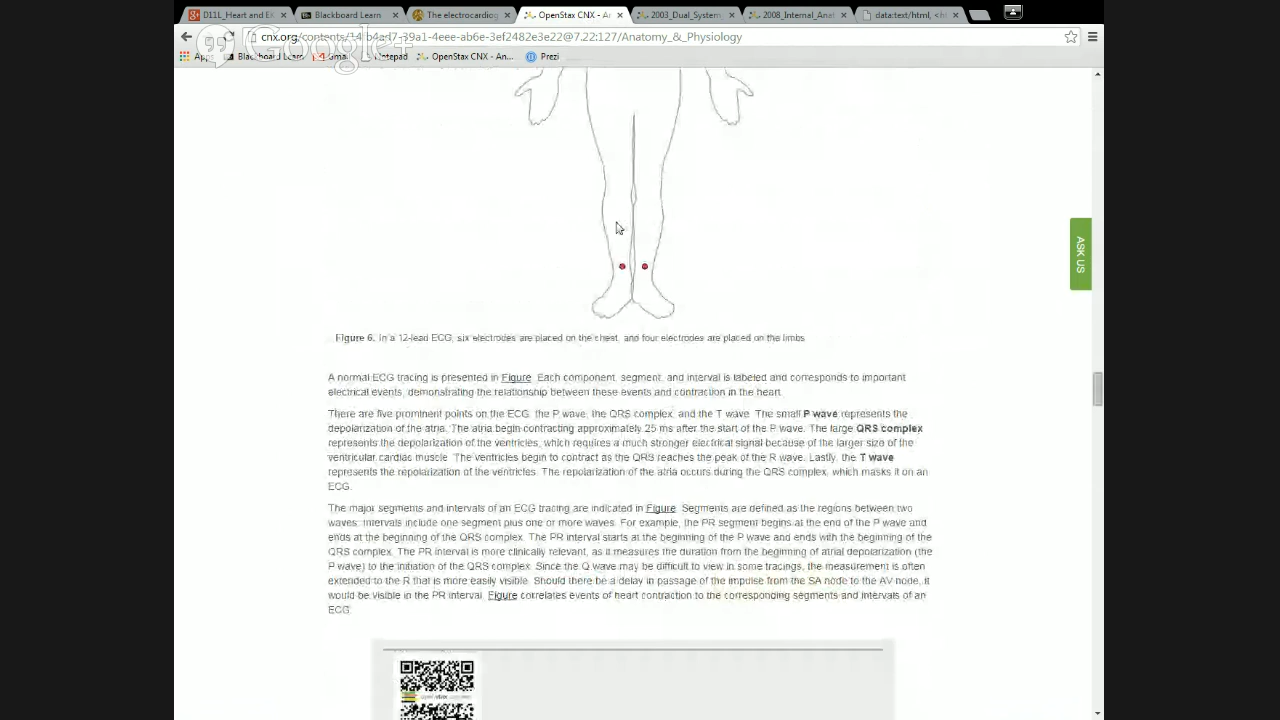 D11L_Heart and EK
Blackboard Learn
The electrocardiog
OpenStax CNX - An
2003_Dual_System
2008_Internal_Anat
data:text/html, <h
cnx.org/contents/14b4ad7-39a1-4eee-ab6e-3ef2482e3e22@7.22:127/Anatomy_&_Physiology
Google+
Apps Blackboard Learn Gmail Notepad OpenStax CNX - An... Prezi
ASK US
Figure 6. In a 12-lead ECG, six electrodes are placed on the chest, and four electrodes are placed on the limbs
A normal ECG tracing is presented in Figure. Each component, segment, and interval is labeled and corresponds to important
electrical events, demonstrating the relationship between these events and contraction in the heart.
There are five prominent points on the ECG: the P wave, the QRS complex, and the T wave. The small P wave represents the
depolarization of the atria. The atria begin contracting approximately 25 ms after the start of the P wave. The large QRS complex
represents the depolarization of the ventricles, which requires a much stronger electrical signal because of the larger size of the
ventricular cardiac muscle. The ventricles begin to contract as the QRS reaches the peak of the R wave. Lastly, the T wave
represents the repolarization of the ventricles. The repolarization of the atria occurs during the QRS complex, which masks it on an
ECG.
The major segments and intervals of an ECG tracing are indicated in Figure. Segments are defined as the regions between two
waves. Intervals include one segment plus one or more waves. For example, the PR segment begins at the end of the P wave and
ends at the beginning of the QRS complex. The PR interval starts at the beginning of the P wave and ends with the beginning of the
QRS complex. The PR interval is more clinically relevant, as it measures the duration from the beginning of atrial depolarization (the
P wave) to the initiation of the QRS complex. Since the Q wave may be difficult to view in some tracings, the measurement is often
extended to the R that is more easily visible. Should there be a delay in passage of the impulse from the SA node to the AV node, it
would be visible in the PR interval. Figure correlates events of heart contraction to the corresponding segments and intervals of an
ECG.